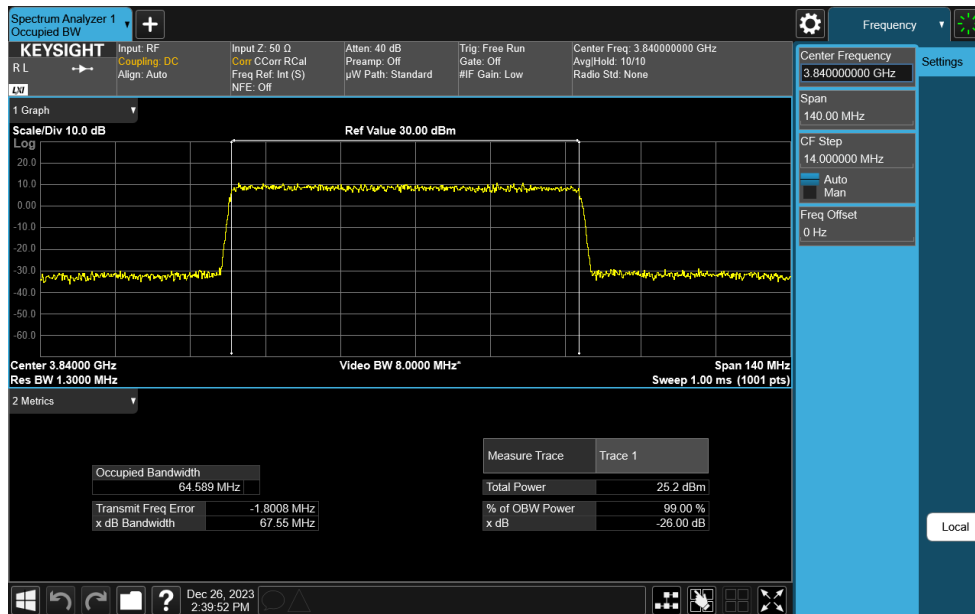 Spectrum Analyzer 1
Occupied BW
Frequency
KEYSIGHT
R L
LXI
Input: RF
Coupling: DC
Align: Auto
Input Z: 50 Ω
Corr CCorr RCal
Freq Ref: Int (S)
NFE: Off
Atten: 40 dB
Preamp: Off
µW Path: Standard
Trig: Free Run
Gate: Off
#IF Gain: Low
Center Freq: 3.840000000 GHz
Avg|Hold: 10/10
Radio Std: None
Center Frequency
3.840000000 GHz
Settings
Span
140.00 MHz
CF Step
14.000000 MHz
Auto
Man
Freq Offset
0 Hz
Local
1 Graph
Scale/Div 10.0 dB
Ref Value 30.00 dBm
Log
20.0
10.0
0.00
-10.0
-20.0
-30.0
-40.0
-50.0
-60.0
Center 3.84000 GHz
Video BW 8.0000 MHz*
Span 140 MHz
Res BW 1.3000 MHz
Sweep 1.00 ms (1001 pts)
2 Metrics
Measure Trace
Trace 1
Occupied Bandwidth
64.589 MHz
Total Power
25.2 dBm
Transmit Freq Error
-1.8008 MHz
% of OBW Power
99.00 %
x dB Bandwidth
67.55 MHz
x dB
-26.00 dB
?
Dec 26, 2023
2:39:52 PM